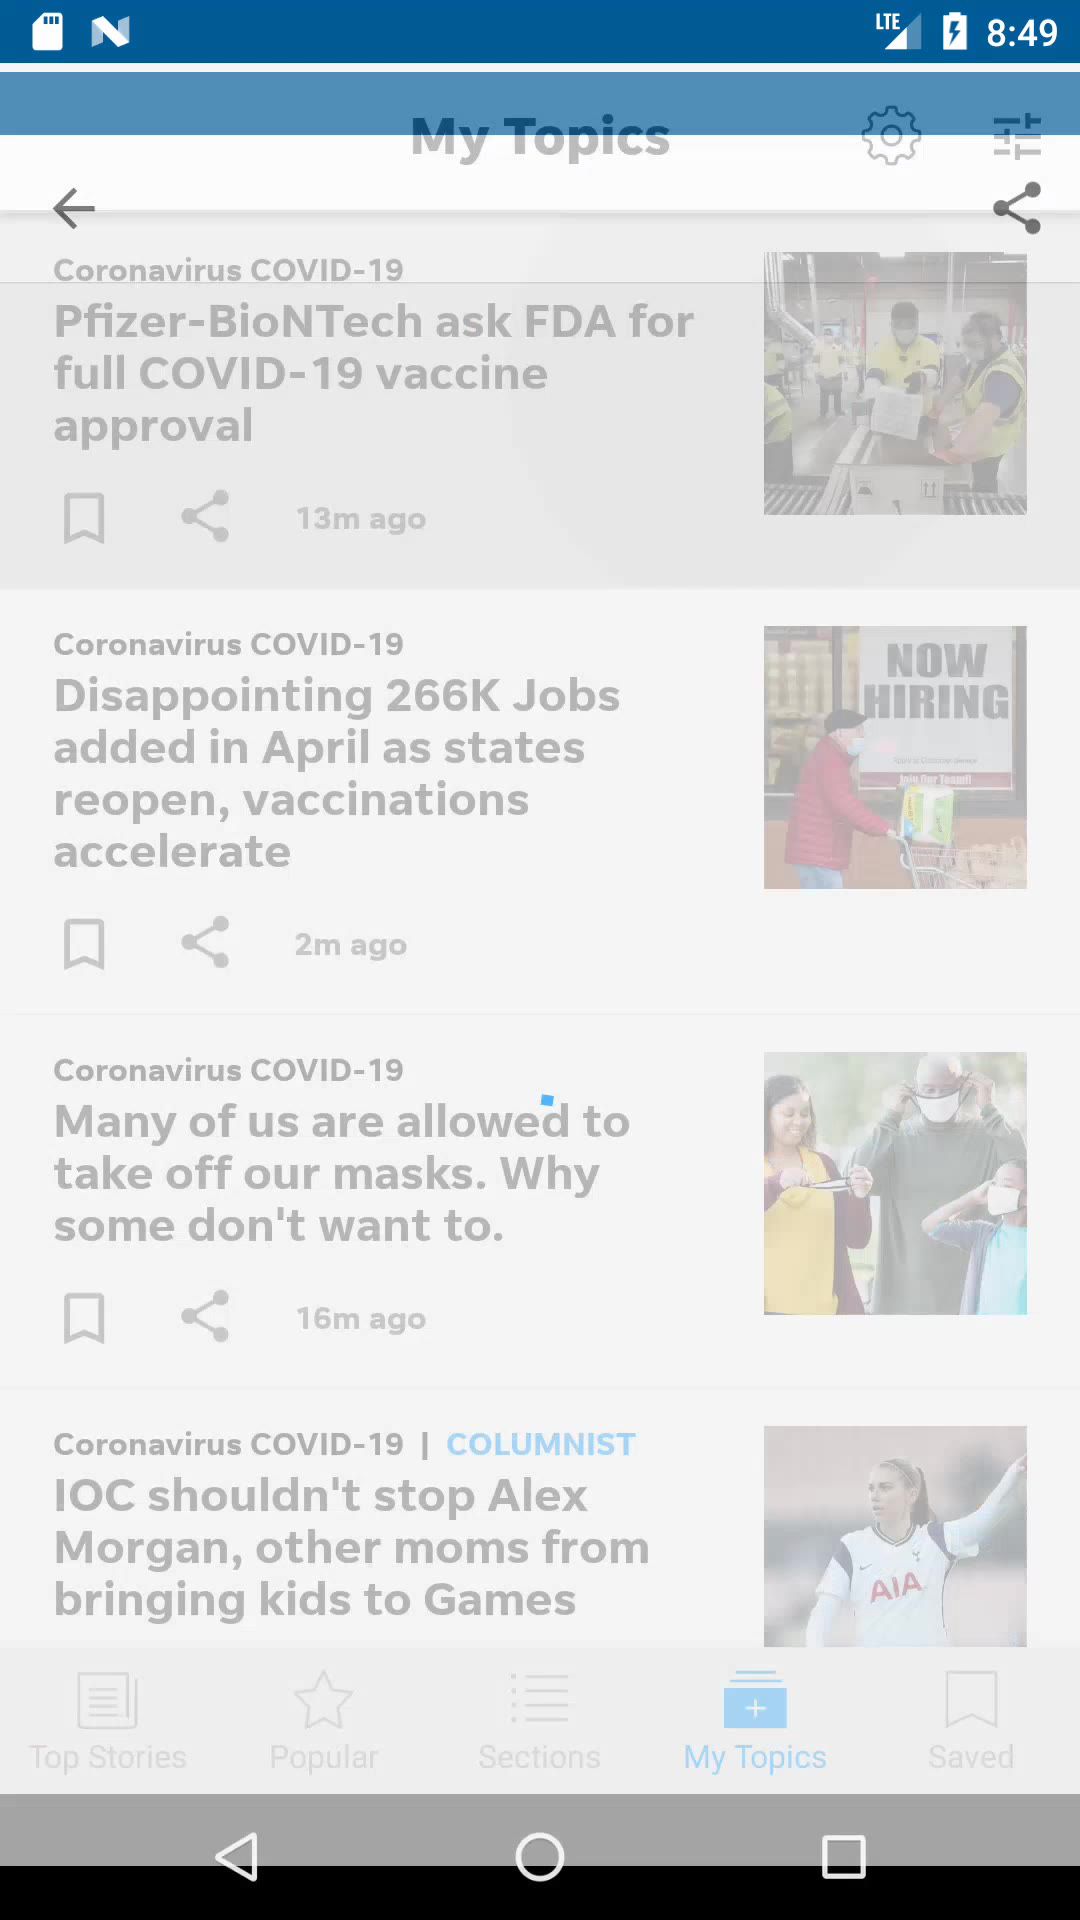 LTE 8:49
My Topics
Coronavirus COVID-19
Pfizer-BioNTech ask FDA for
full COVID-19 vaccine
approval
13m ago
Coronavirus COVID-19
Disappointing 266K Jobs
added in April as states
reopen, vaccinations
accelerate
NOW
HIRING
Apply at Customer Service
Join Our Team!!
2m ago
Coronavirus COVID-19
Many of us are allowed to
take off our masks. Why
some don't want to.
16m ago
Coronavirus COVID-19 | COLUMNIST
IOC shouldn't stop Alex
Morgan, other moms from
bringing kids to Games
AIA
Top Stories
Popular
Sections
My Topics
Saved